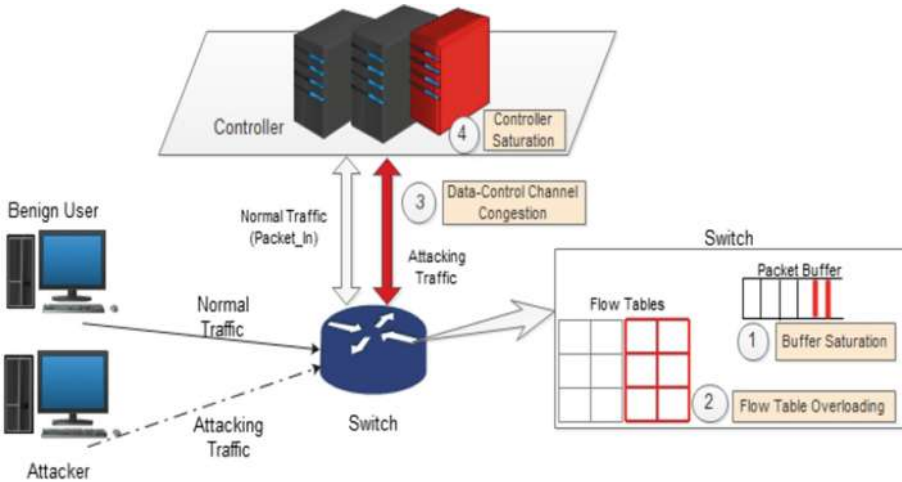 Controller
4
Controller
Saturation
3
Data-Control Channel
Congestion
Normal Traffic
(Packet_In)
Attacking
Traffic
Benign User
Normal
Traffic
Attacking
Traffic
Attacker
Switch
Switch
Packet Buffer
Flow Tables
1
Buffer Saturation
2
Flow Table Overloading